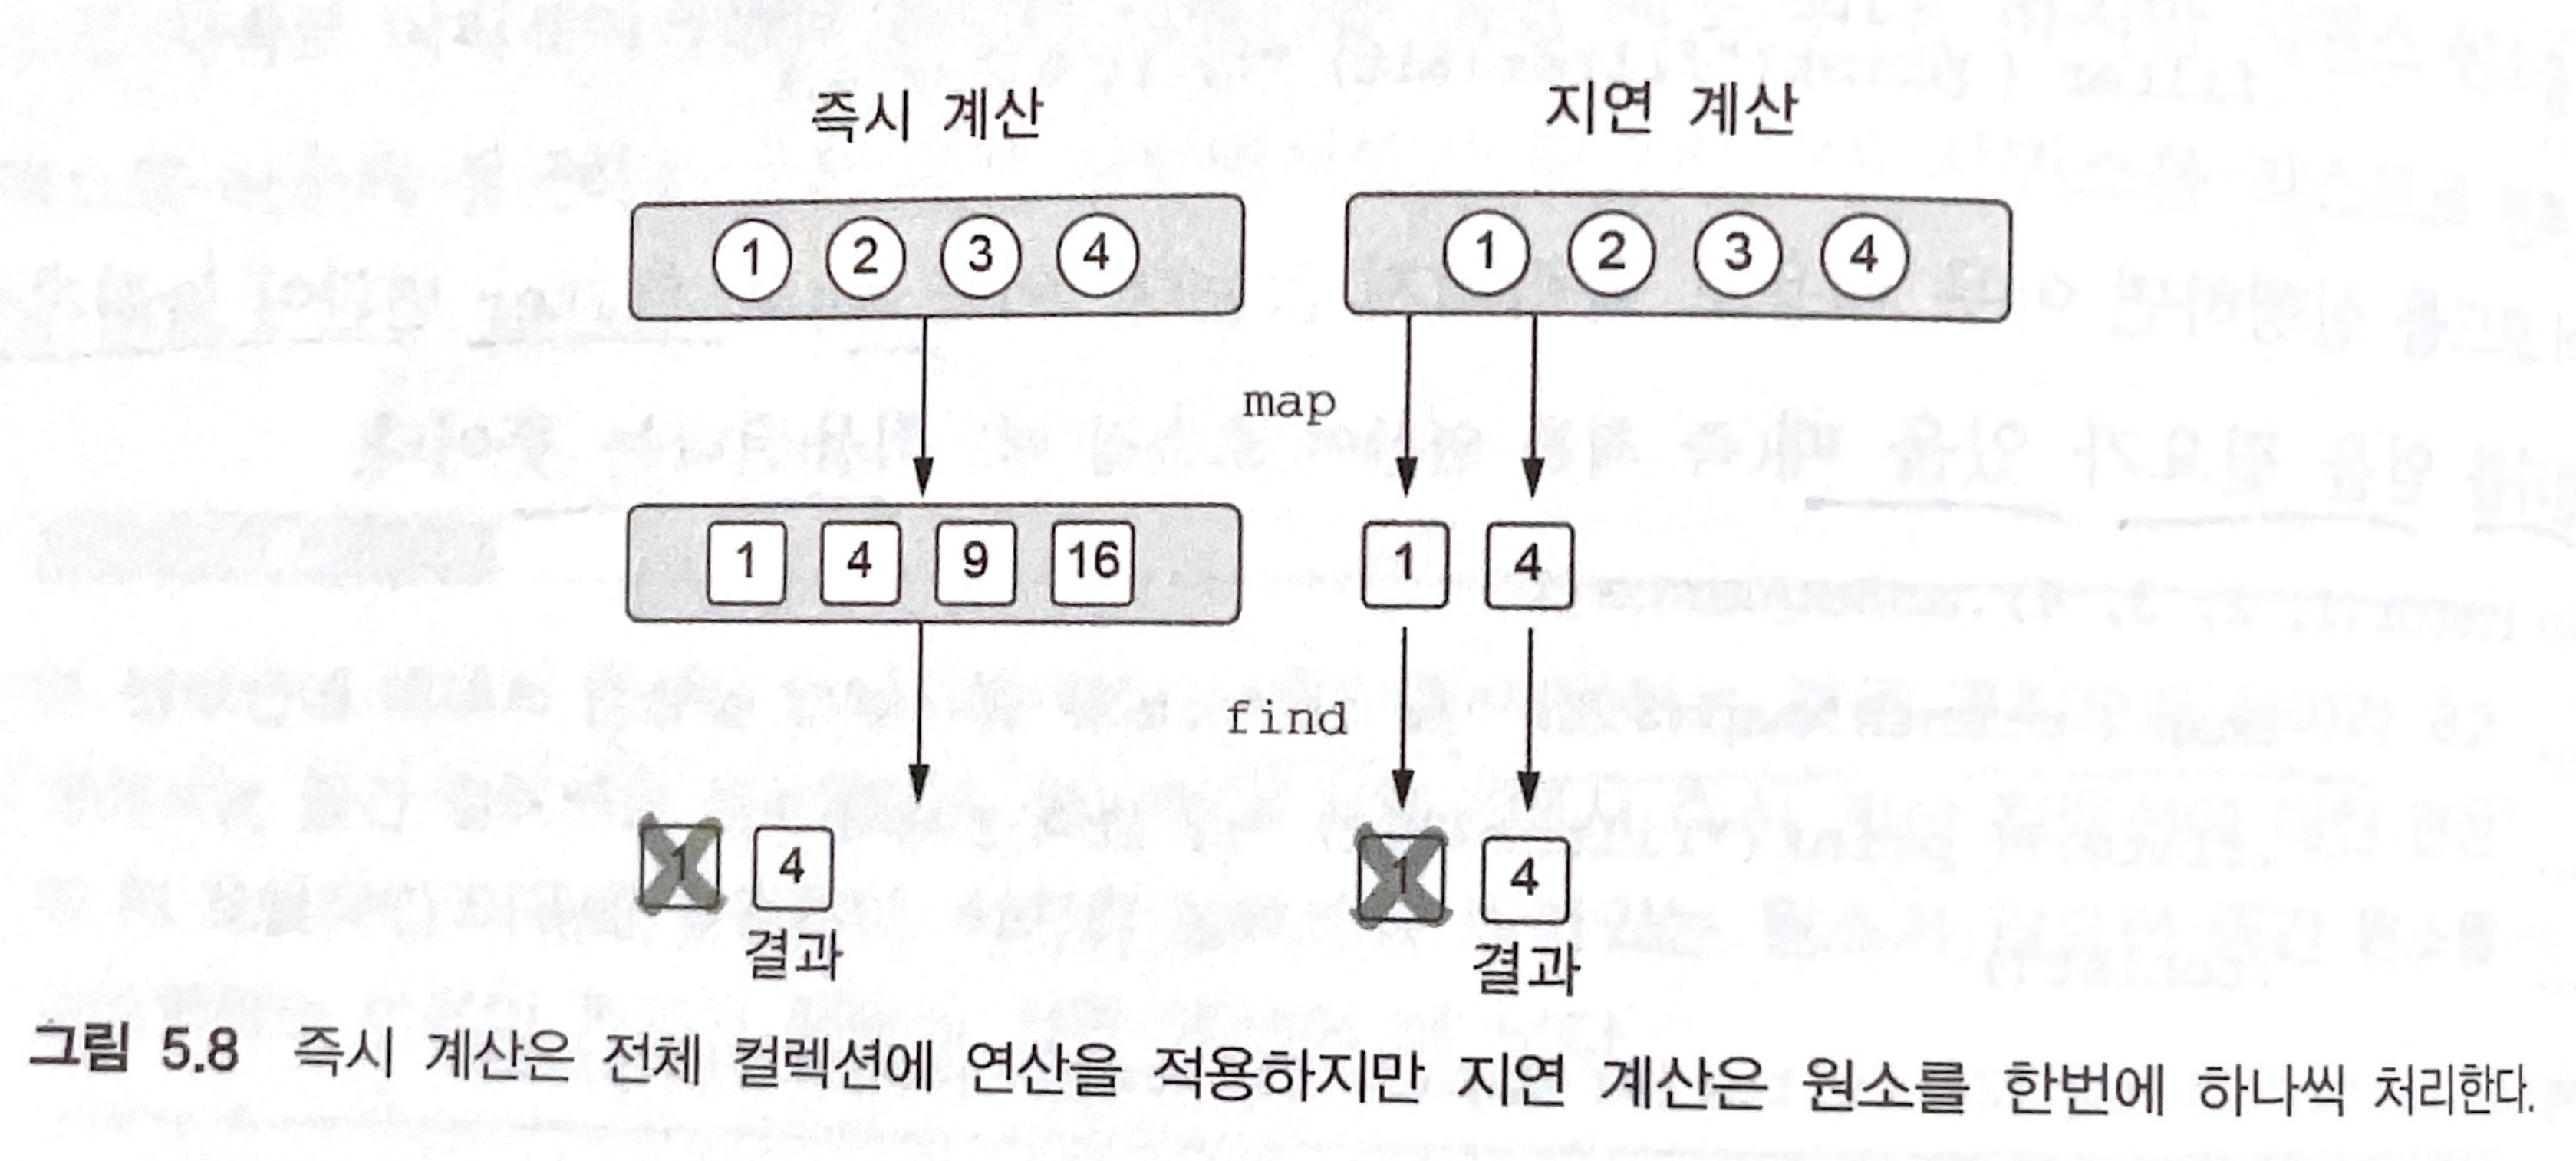 즉시 계산 지연 계산
1 2 3 4 1 2 3 4
map
1 4 9 16 1 4
find
1 4 1 4
결과 결과
그림 5.8 즉시 계산은 전체 컬렉션에 연산을 적용하지만 지연 계산은 원소를 한번에 하나씩 처리한다.